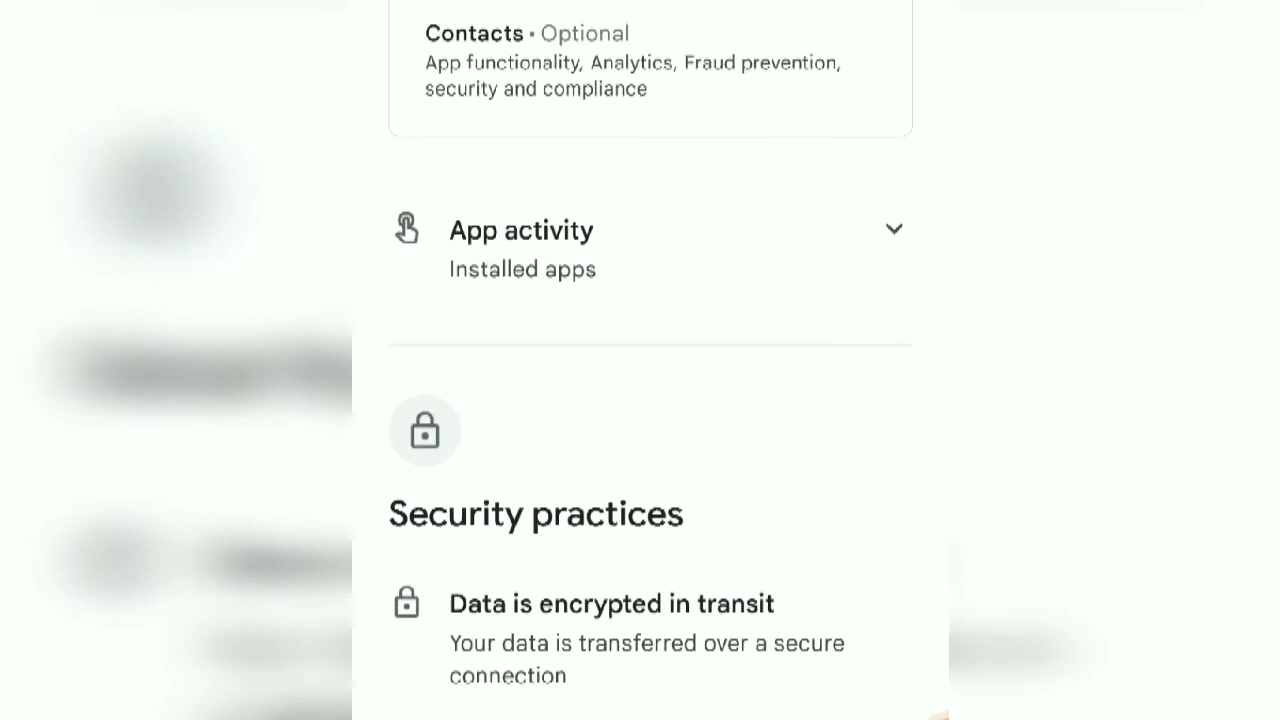 Contacts • Optional
App functionality, Analytics, Fraud prevention,
security and compliance
App activity
Installed apps
Security practices
Data is encrypted in transit
Your data is transferred over a secure
connection